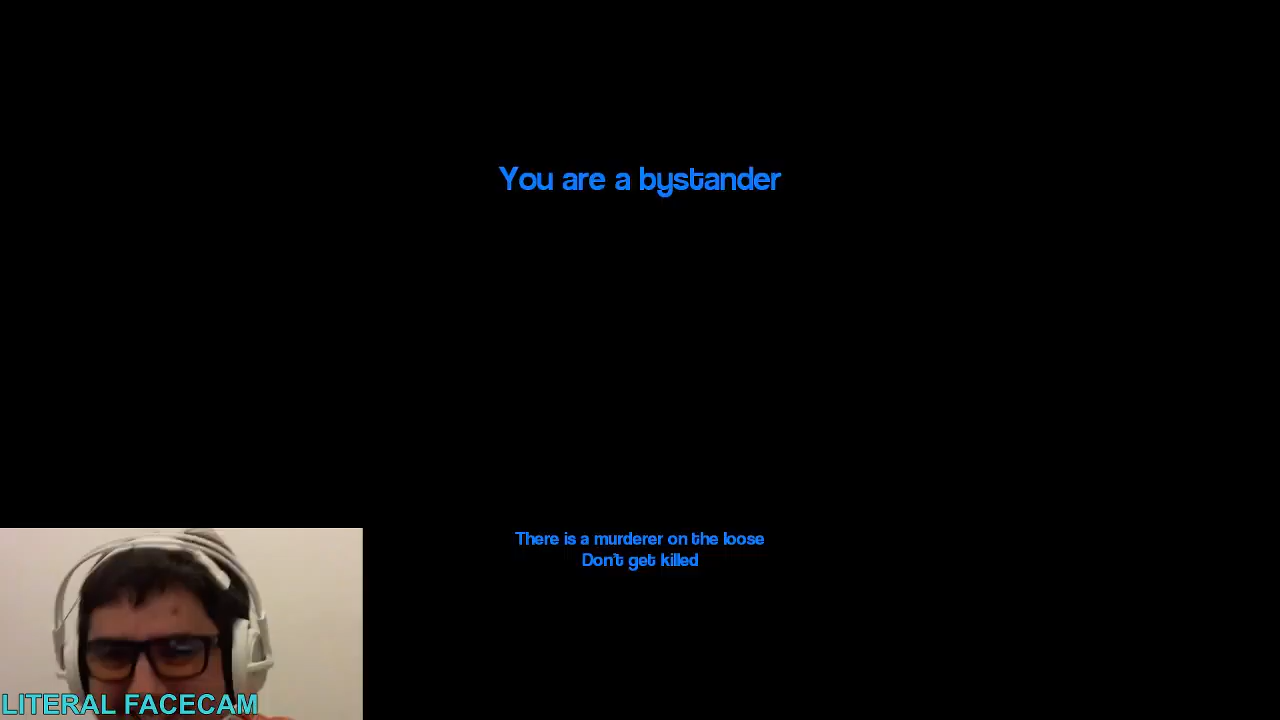 You are a bystander
There is a murderer on the loose
Don't get killed
LITERAL FACECAM